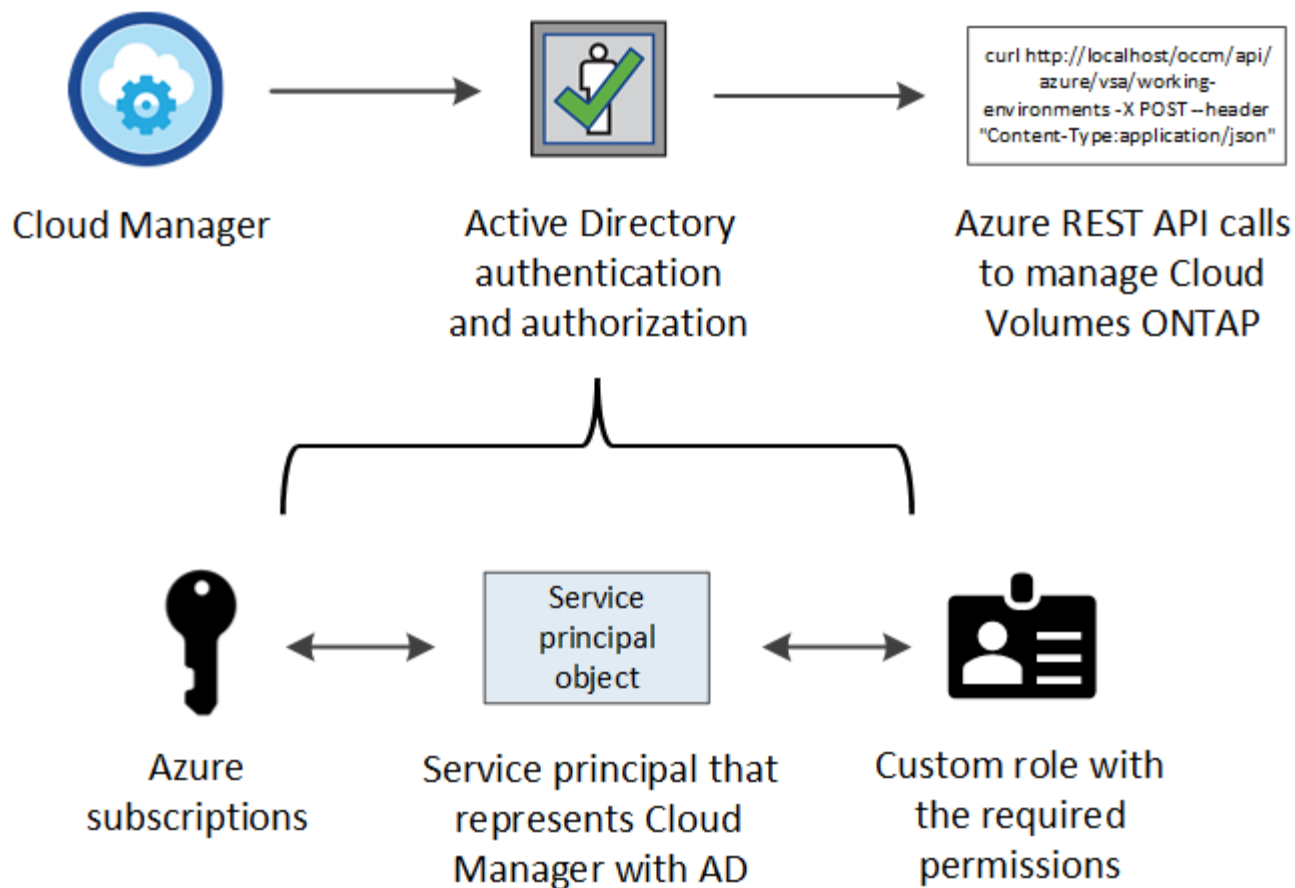 curl http://localhost/occm/api/
azure/vsa/working-
environments -X POST --header
"Content-Type:application/json"
Cloud Manager
Active Directory
authentication
and authorization
Azure REST API calls
to manage Cloud
Volumes ONTAP
Service
principal
object
Azure
subscriptions
Service principal that
represents Cloud
Manager with AD
Custom role with
the required
permissions